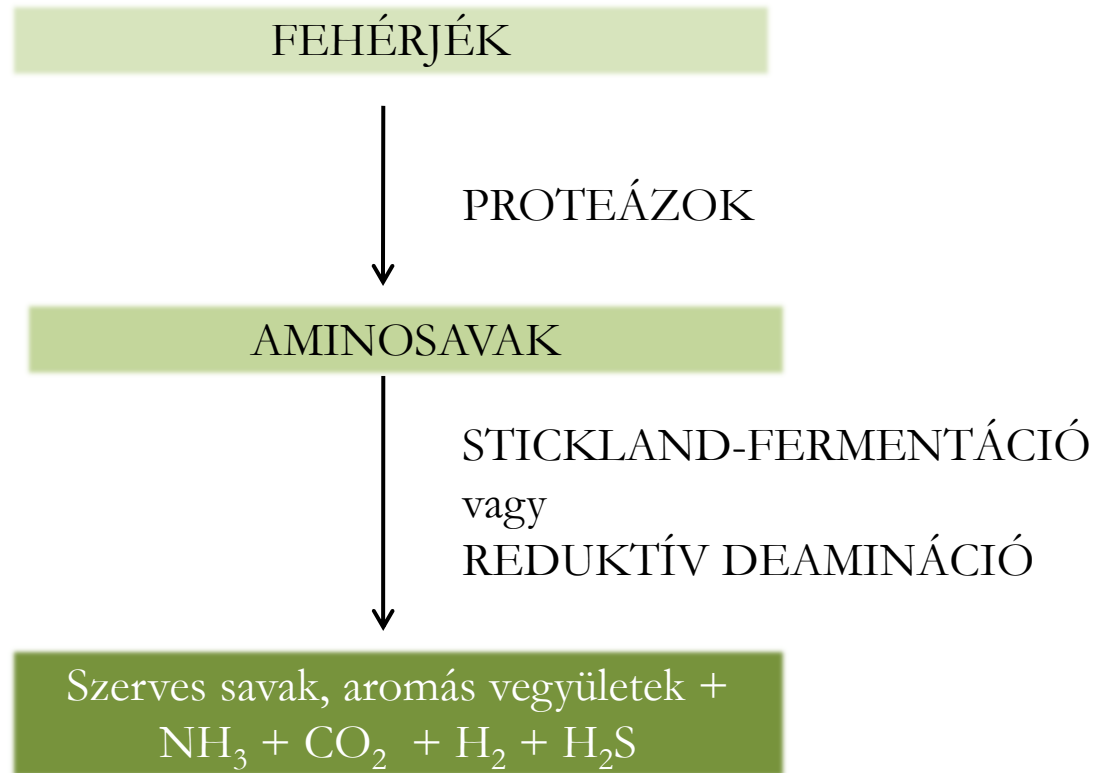 FEHÉRJÉK
PROTEÁZOK
AMINOSAVAK
STICKLAND-FERMENTÁCIÓ
vagy
REDUKTÍV DEAMINÁCIÓ
Szerves savak, aromás vegyületek +
NH₃ + CO₂ + H₂ + H₂S